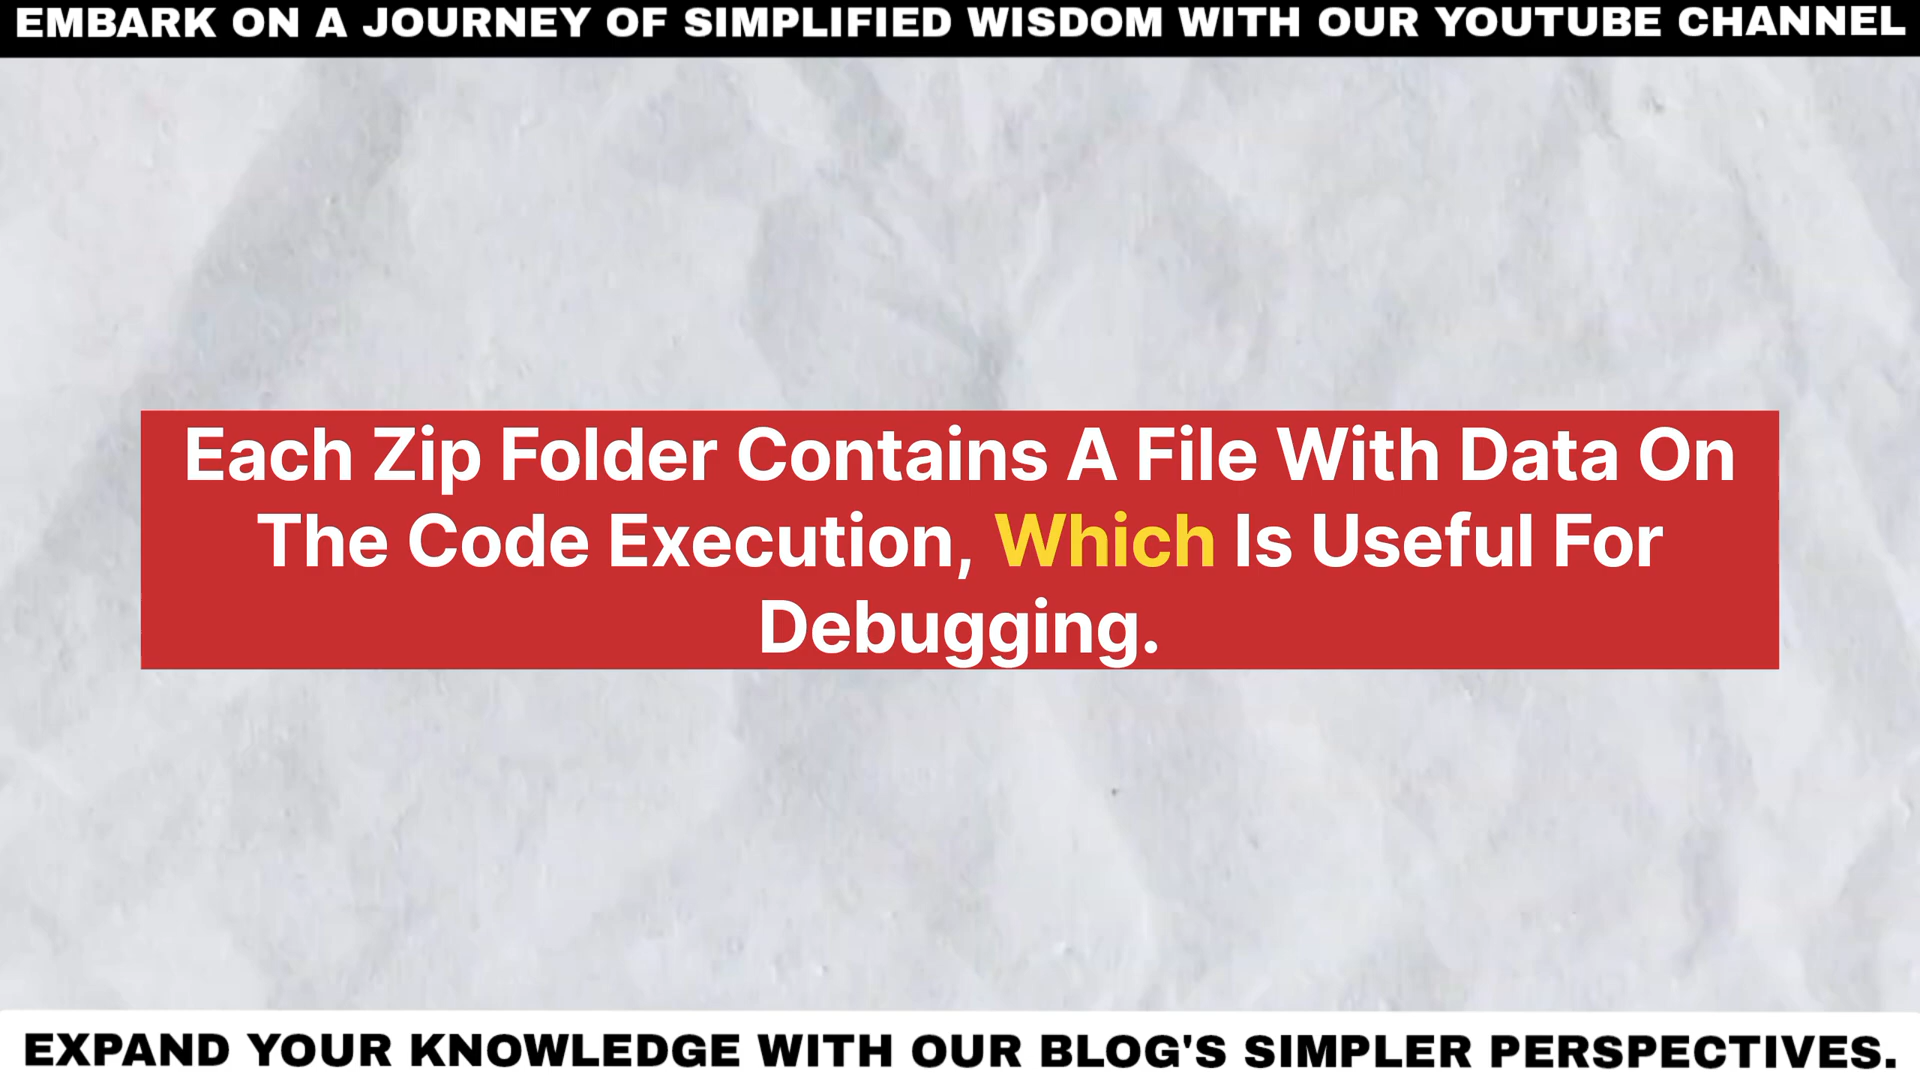 EMBARK ON A JOURNEY OF SIMPLIFIED WISDOM WITH OUR YOUTUBE CHANNEL
Each Zip Folder Contains A File With Data On
The Code Execution, Which Is Useful For
Debugging.
EXPAND YOUR KNOWLEDGE WITH OUR BLOG'S SIMPLER PERSPECTIVES.